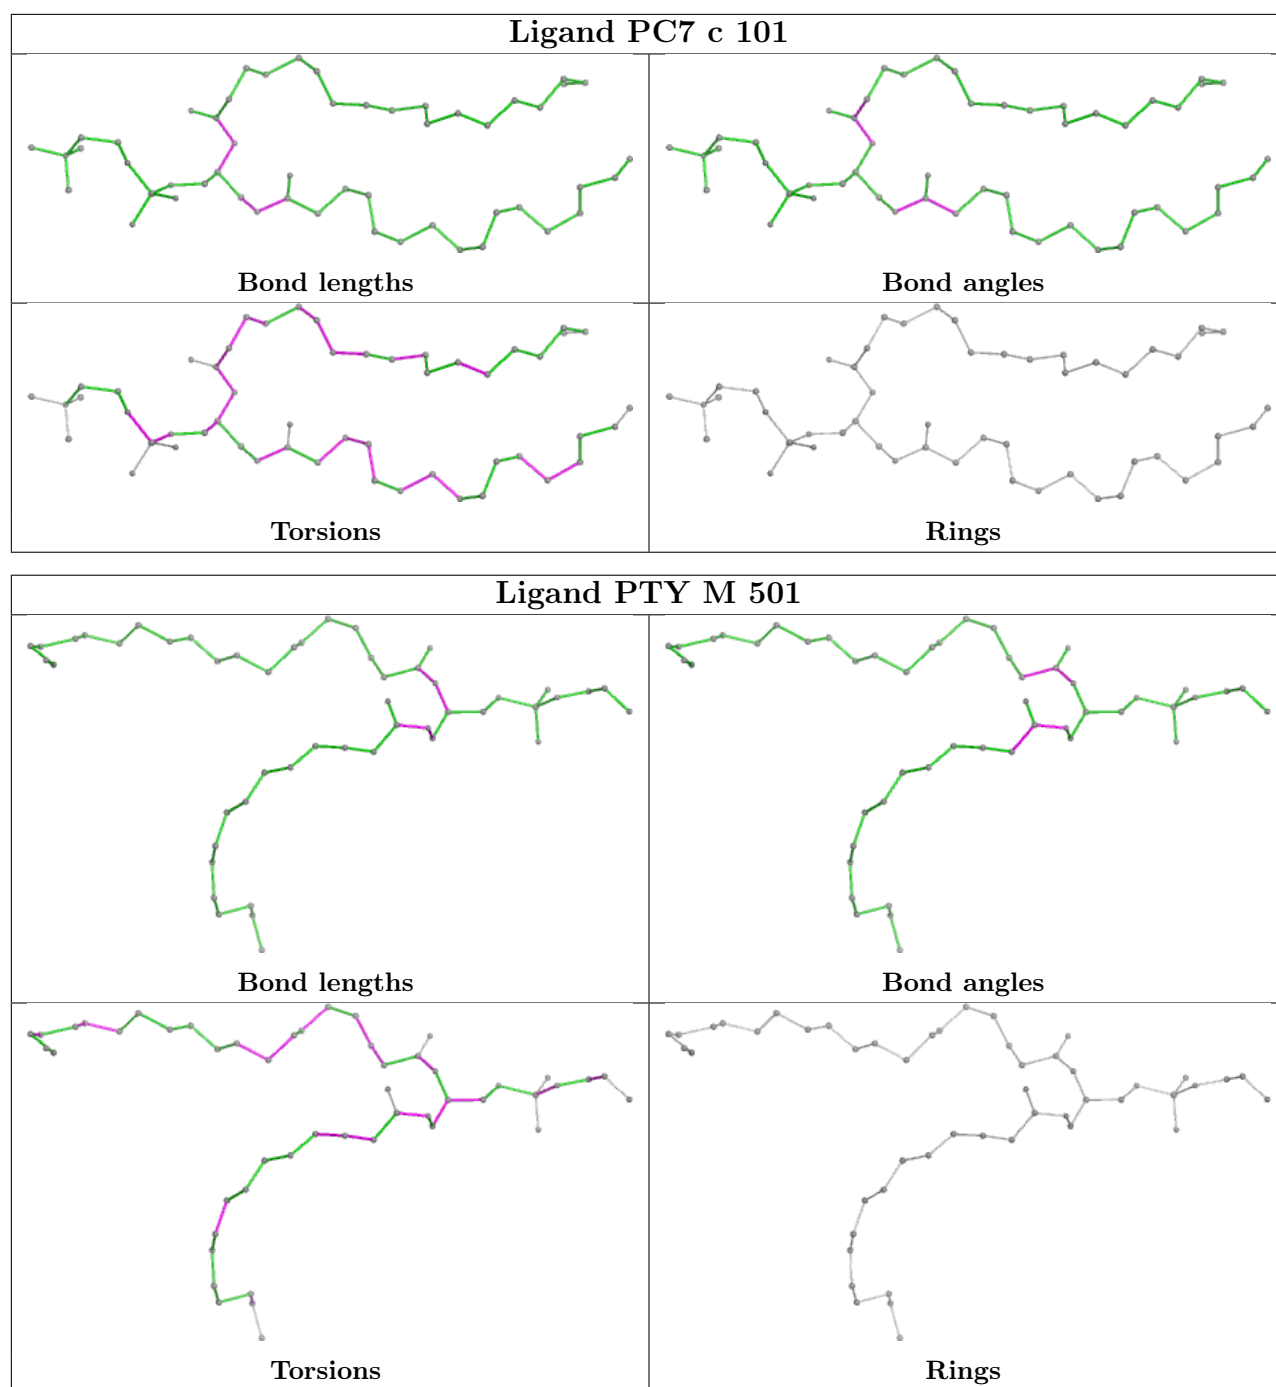 Ligand PC7 c 101
Bond lengths
Bond angles
Torsions
Rings
Ligand PTY M 501
Bond lengths
Bond angles
Torsions
Rings